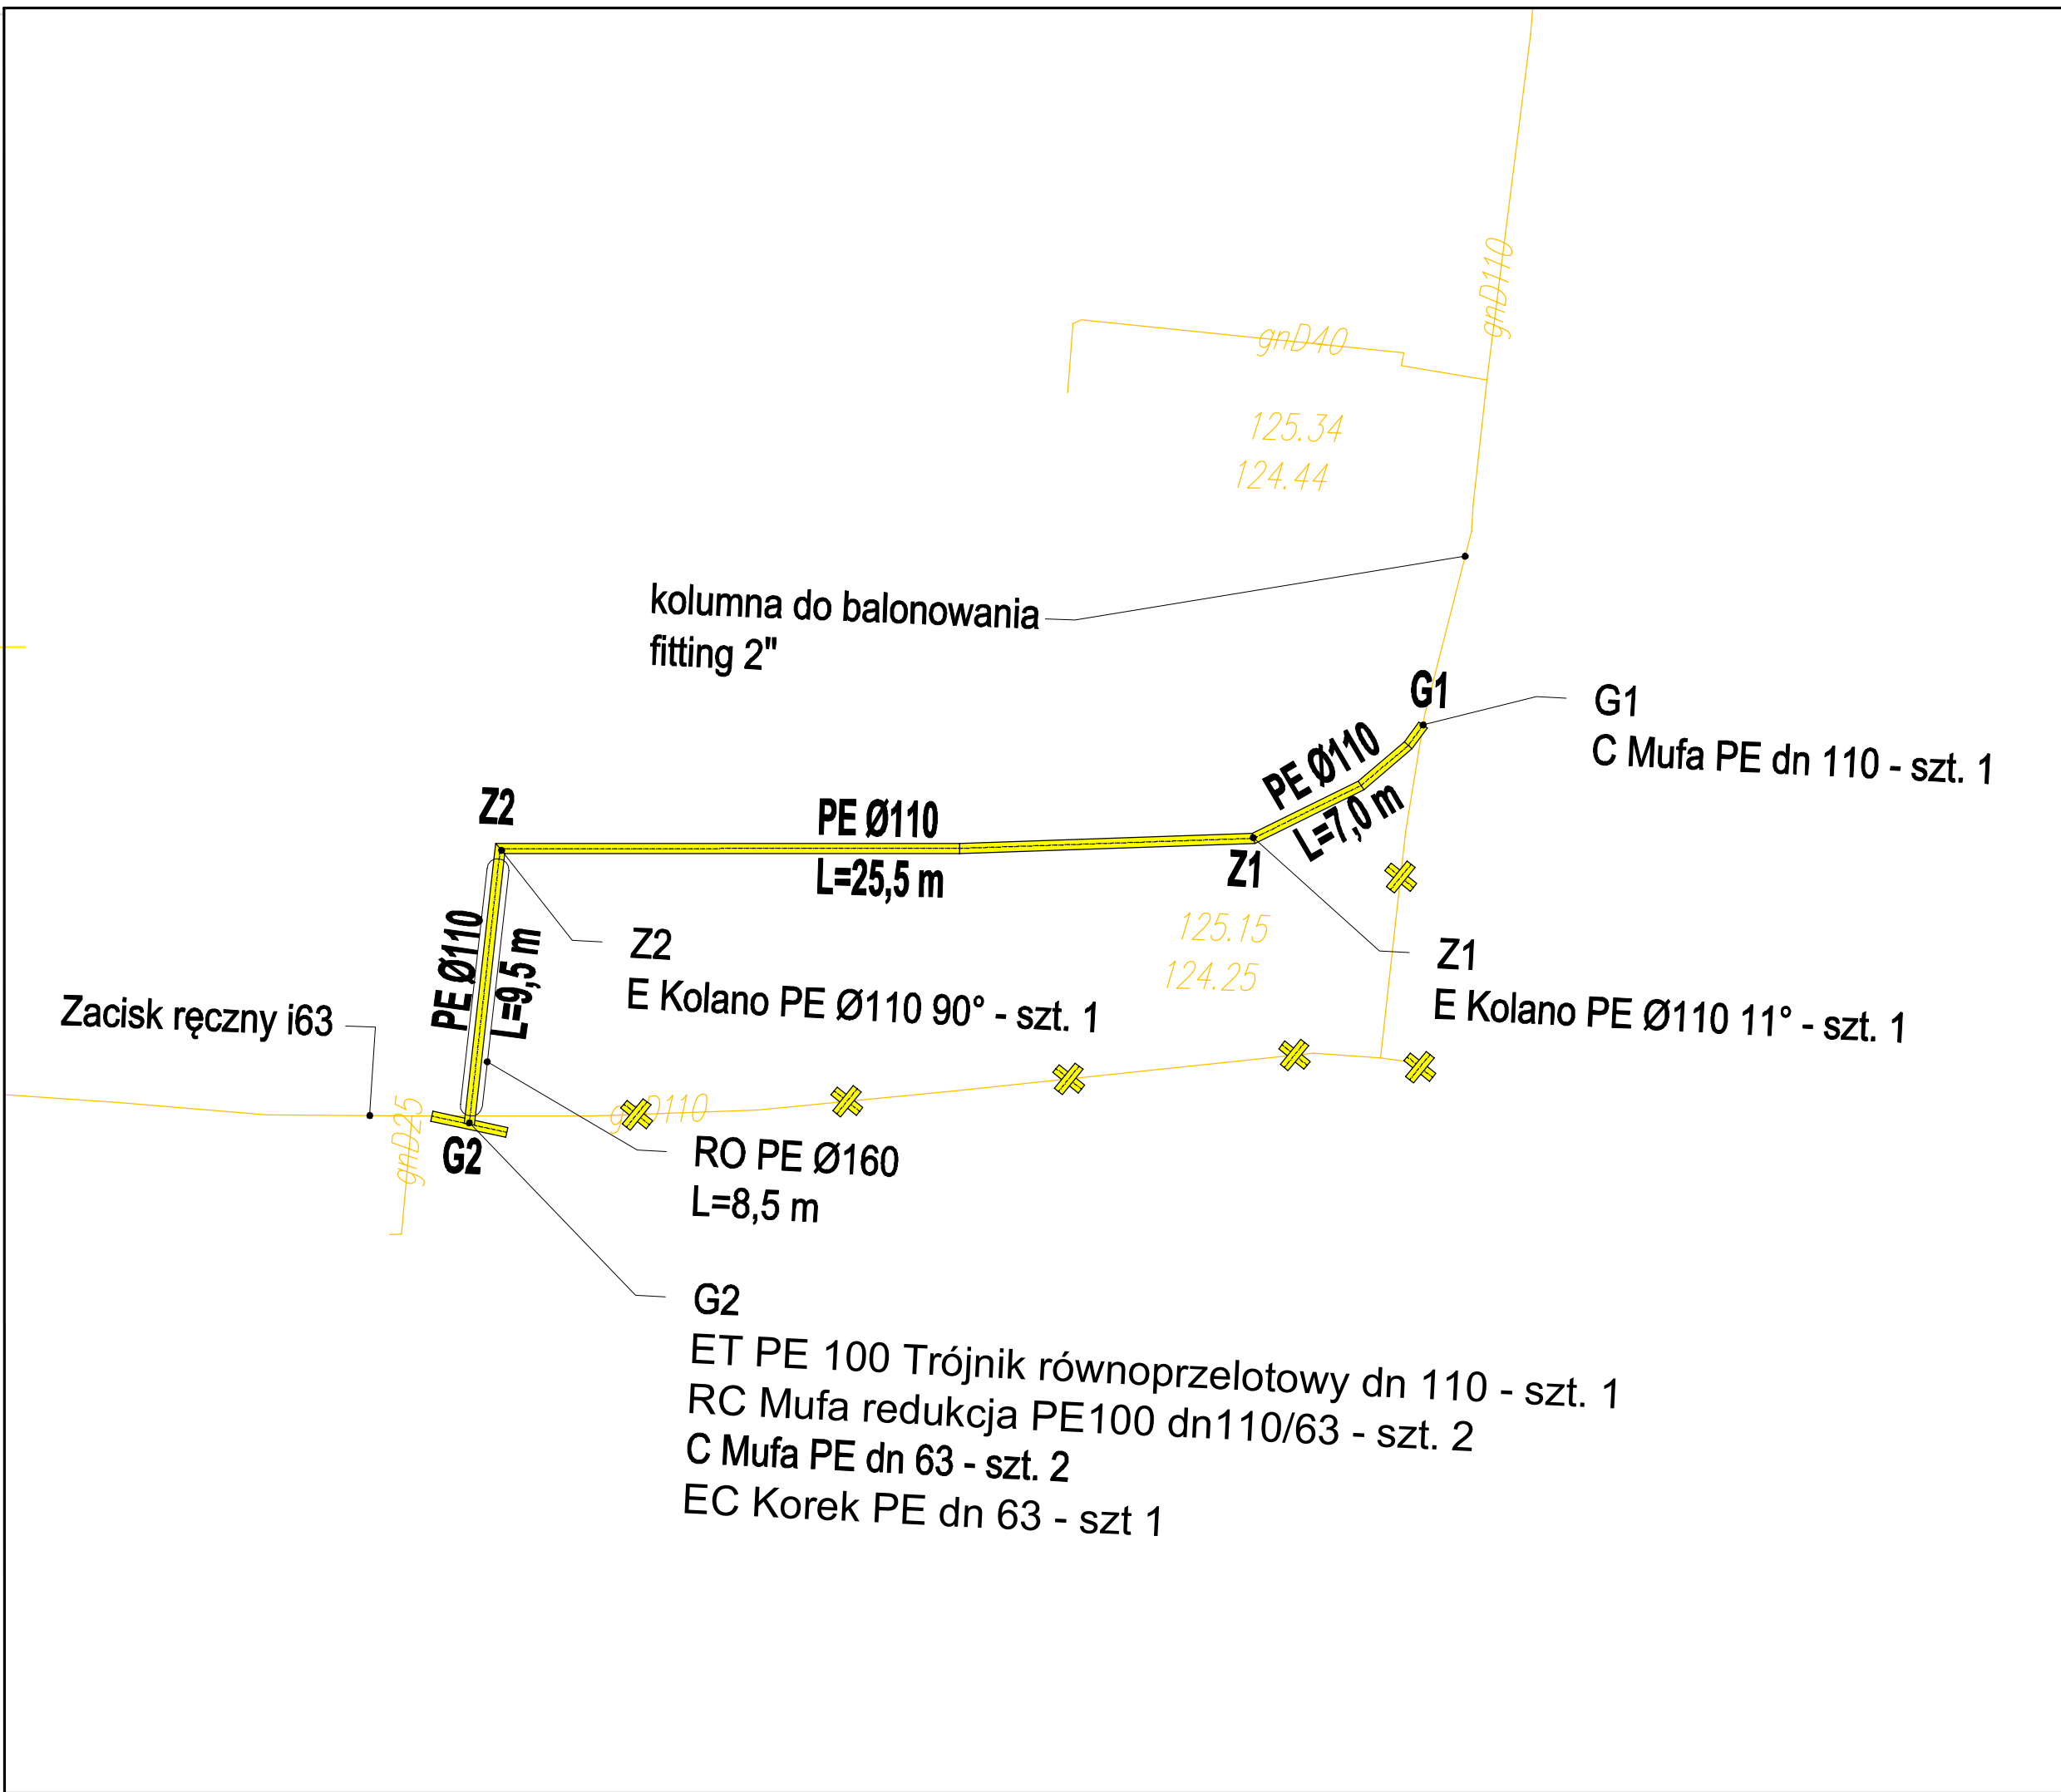 gnD110
gnD40
125.34
124.44
kolumna do balonowania
fitting 2"
G1
G1
C Mufa PE dn 110 - szt. 1
PE Ø110
L=7,0 m
Z2
PE Ø110
L=25,5 m
Z1
125.15
124.25
Z2
E Kolano PE Ø110 90° - szt. 1
Z1
E Kolano PE Ø110 11° - szt. 1
PE Ø110
L=9,5 m
Zacisk ręczny i63
gnD25
G2
RO PE Ø160
L=8,5 m
G2
ET PE 100 Trójnik równoprzelotowy dn 110 - szt. 1
RC Mufa redukcja PE100 dn110/63 - szt. 2
C Mufa PE dn 63 - szt. 2
EC Korek PE dn 63 - szt 1